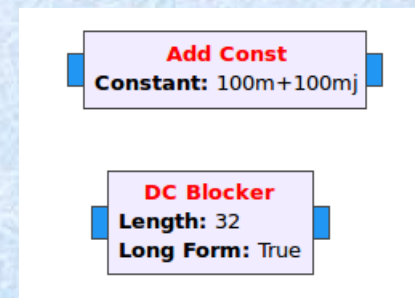 Add Const
Constant: 100m+100mj
DC Blocker
Length: 32
Long Form: True